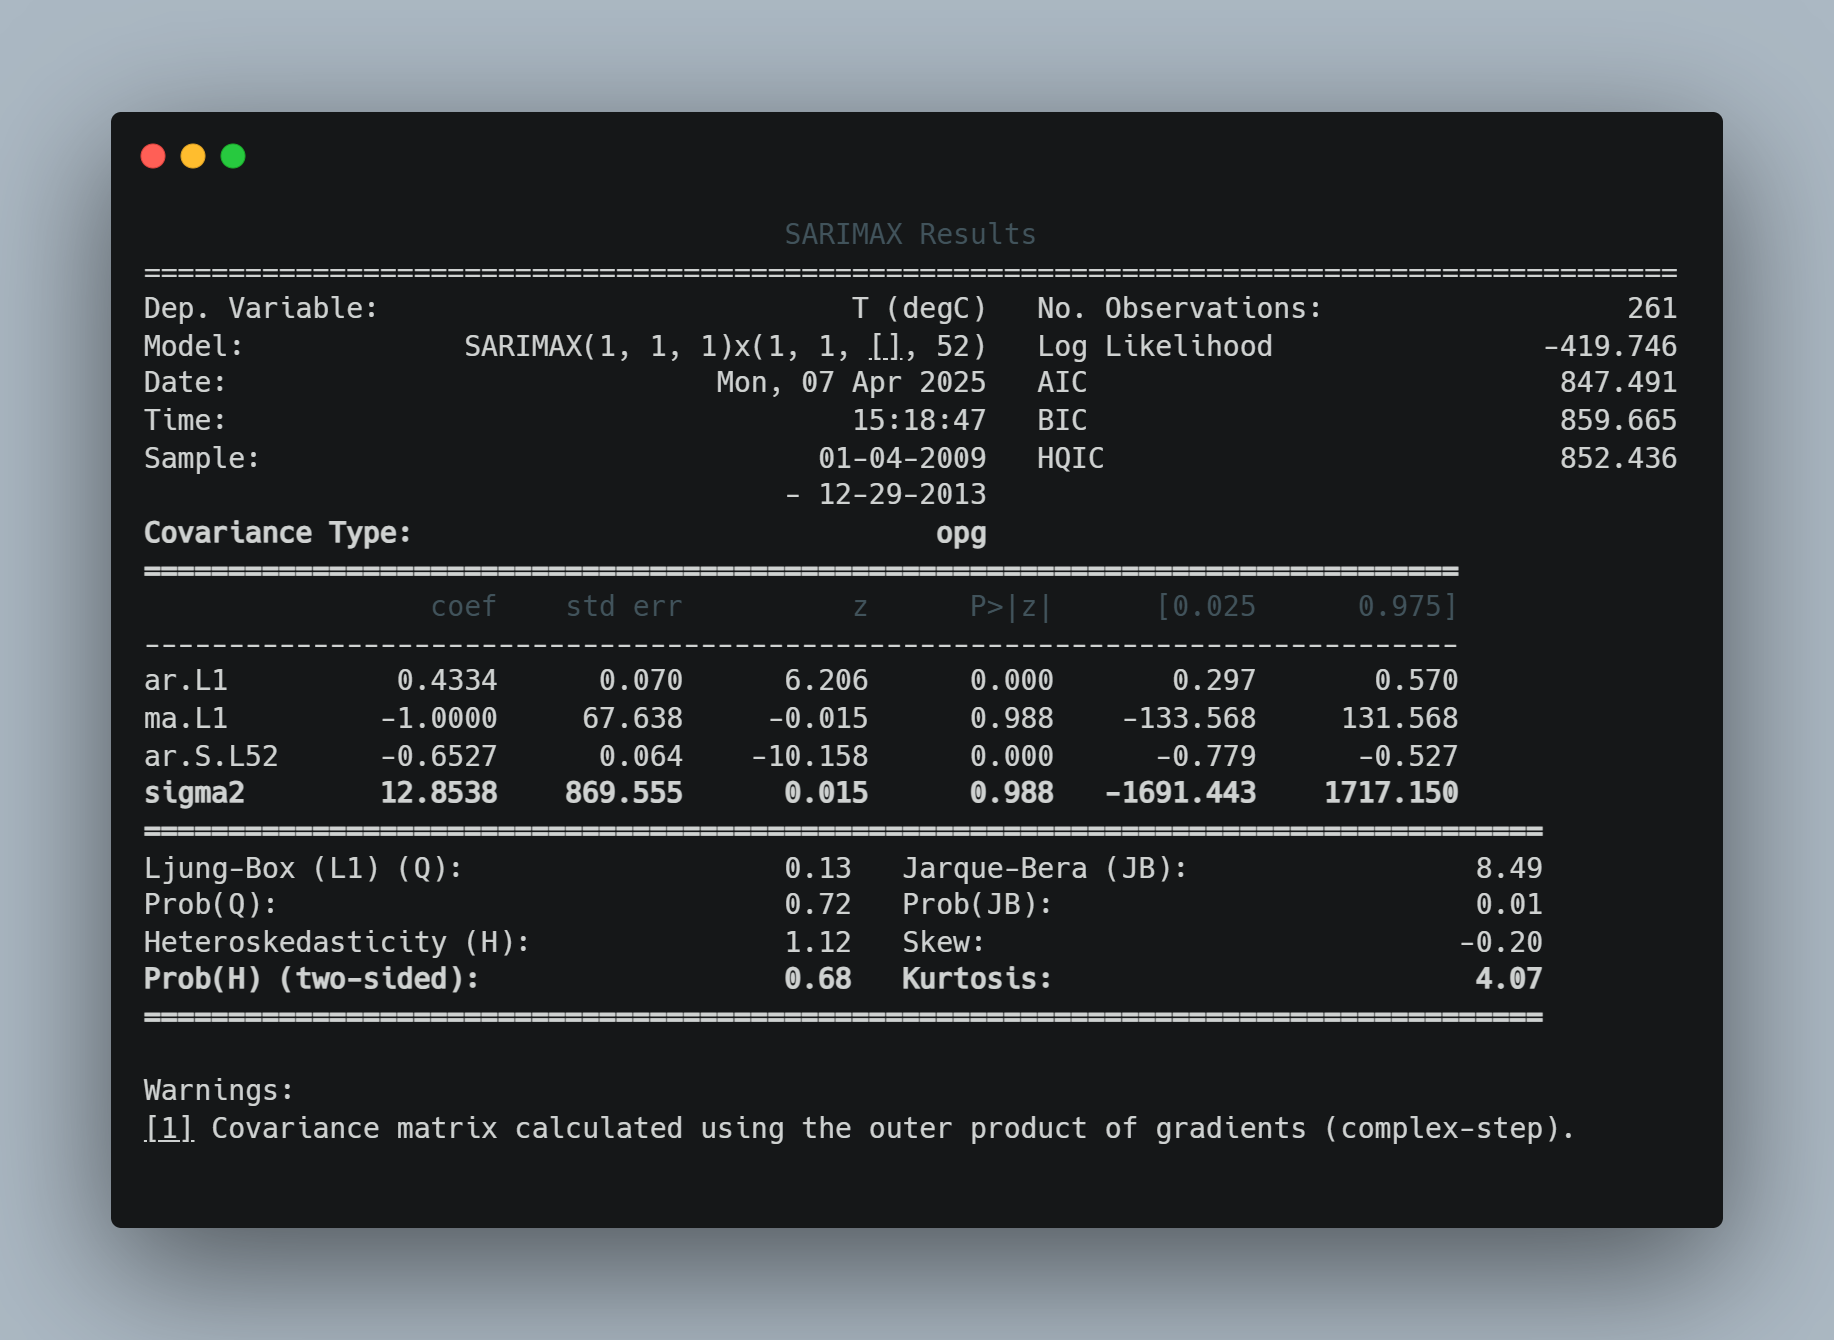 SARIMAX Results
==========================================================================================
Dep. Variable: T (degC) No. Observations: 261
Model: SARIMAX(1, 1, 1)x(1, 1, [], 52) Log Likelihood -419.746
Date: Mon, 07 Apr 2025 AIC 847.491
Time: 15:18:47 BIC 859.665
Sample: 01-04-2009 HQIC 852.436
- 12-29-2013
Covariance Type: opg
==============================================================================
coef std err z P>|z| [0.025 0.975]
------------------------------------------------------------------------------
ar.L1 0.4334 0.070 6.206 0.000 0.297 0.570
ma.L1 -1.0000 67.638 -0.015 0.988 -133.568 131.568
ar.S.L52 -0.6527 0.064 -10.158 0.000 -0.779 -0.527
sigma2 12.8538 869.555 0.015 0.988 -1691.443 1717.150
===================================================================================
Ljung-Box (L1) (Q): 0.13 Jarque-Bera (JB): 8.49
Prob(Q): 0.72 Prob(JB): 0.01
Heteroskedasticity (H): 1.12 Skew: -0.20
Prob(H) (two-sided): 0.68 Kurtosis: 4.07
===================================================================================
Warnings:
[1] Covariance matrix calculated using the outer product of gradients (complex-step).